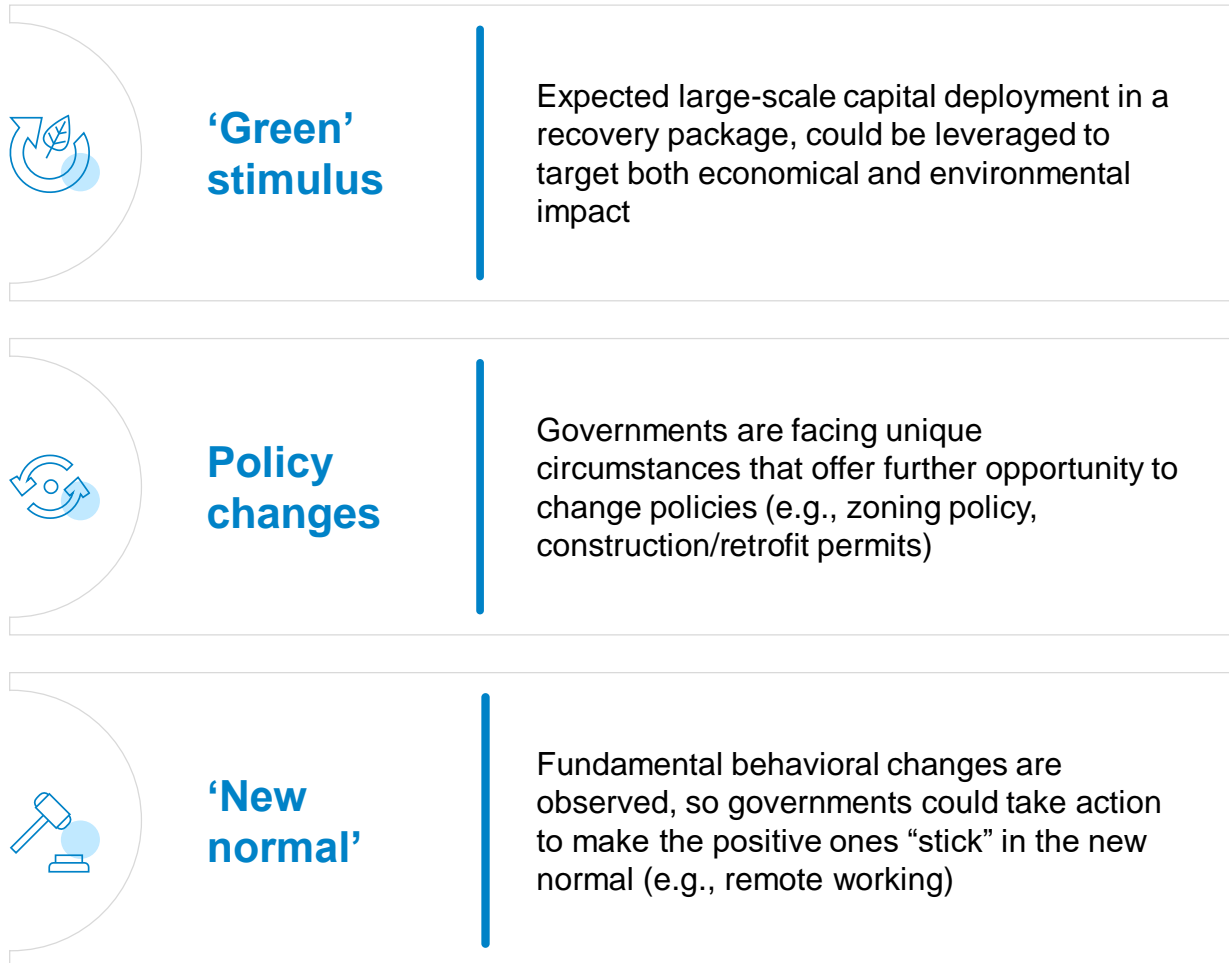 ‘Green’
stimulus
Expected large-scale capital deployment in a
recovery package, could be leveraged to
target both economical and environmental
impact
Policy
changes
Governments are facing unique
circumstances that offer further opportunity to
change policies (e.g., zoning policy,
construction/retrofit permits)
‘New
normal’
Fundamental behavioral changes are
observed, so governments could take action
to make the positive ones “stick” in the new
normal (e.g., remote working)